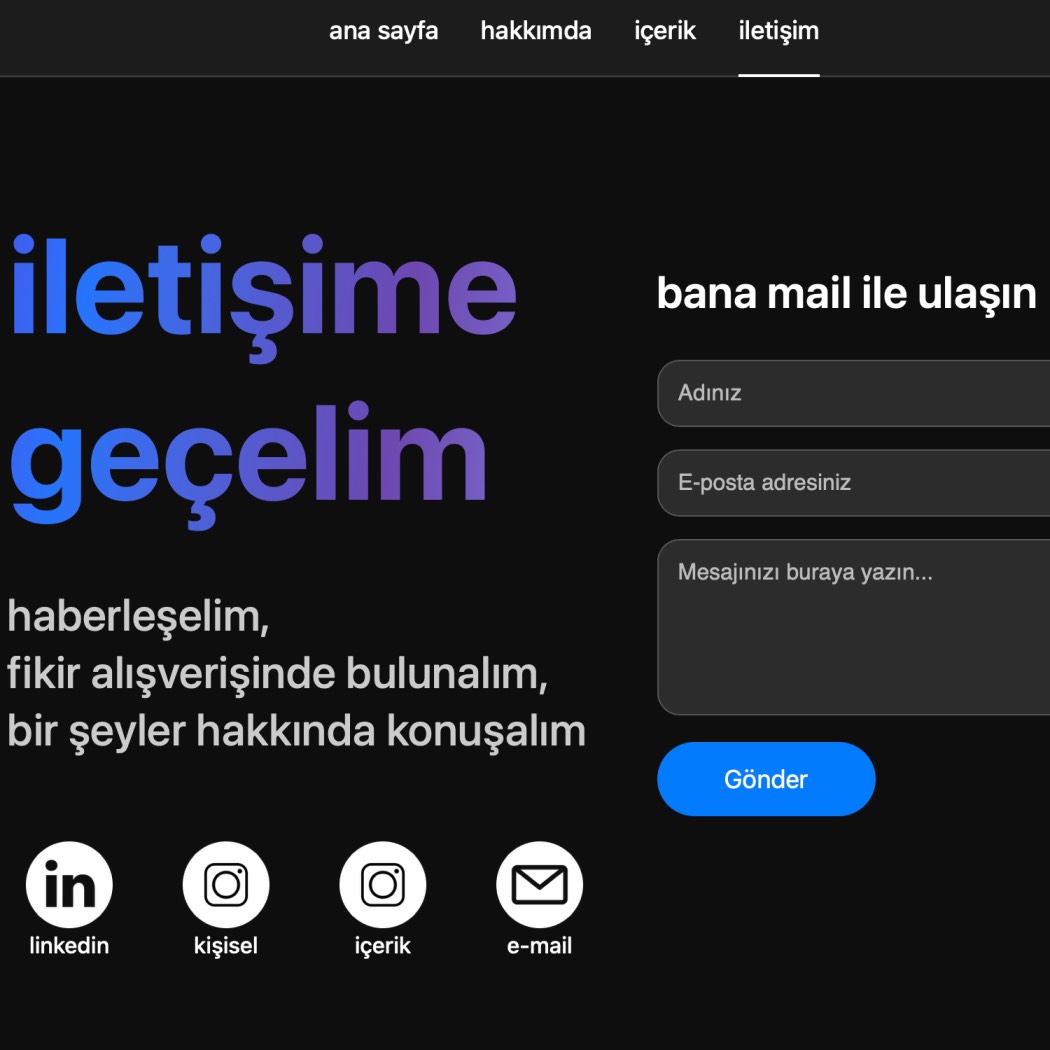 ana sayfa hakkımda içerik iletişim
iletişime
geçelim
haberleşelim,
fikir alışverişinde bulunalım,
bir şeyler hakkında konuşalım
in
linkedin kişisel içerik e-mail
bana mail ile ulaşın
Adınız
E-posta adresiniz
Mesajınızı buraya yazın...
Gönder